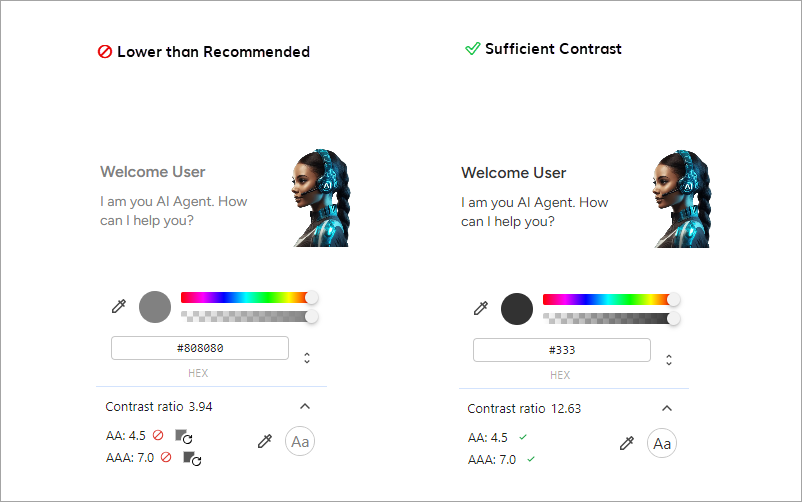 Lower than Recommended
Welcome User
I am you AI Agent. How
can I help you?
#808080
HEX
Contrast ratio 3.94
AA: 4.5
AAA: 7.0
Aa
Sufficient Contrast
Welcome User
I am you AI Agent. How
can I help you?
#333
HEX
Contrast ratio 12.63
AA: 4.5
AAA: 7.0
Aa